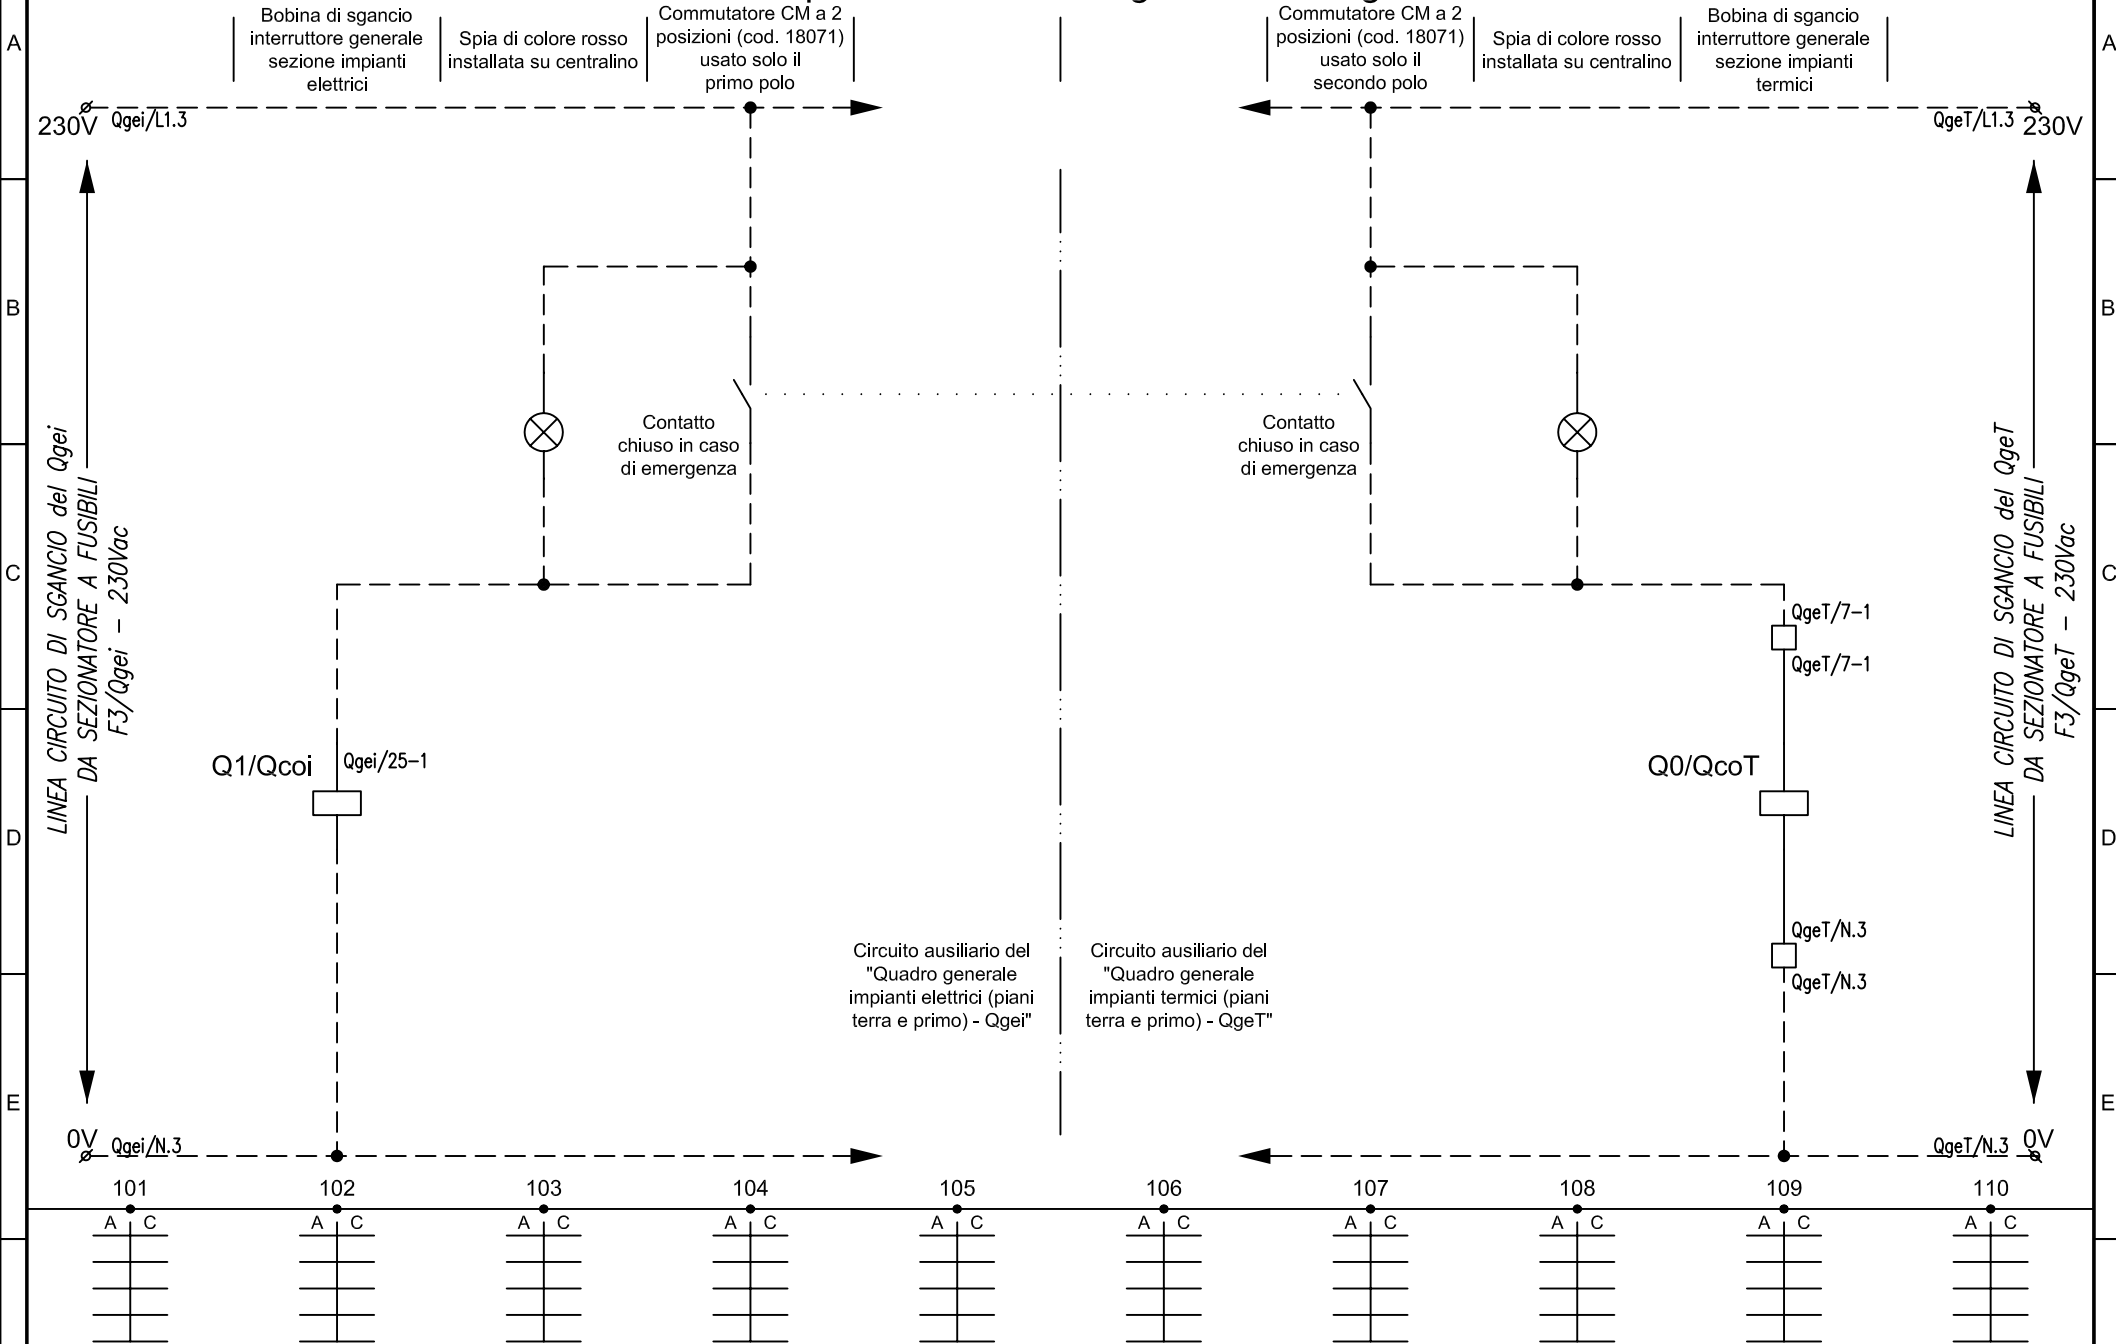 A
Bobina di sgancio
interruttore generale
sezione impianti
elettrici
Spia di colore rosso
installata su centralino
Commutatore CM a 2
posizioni (cod. 18071)
usato solo il
primo polo
Commutatore CM a 2
posizioni (cod. 18071)
usato solo il
secondo polo
Spia di colore rosso
installata su centralino
Bobina di sgancio
interruttore generale
sezione impianti
termici
A
230V
Qgei/L1.3
QgeT/L1.3
230V
B
B
Contatto
chiuso in caso
di emergenza
Contatto
chiuso in caso
di emergenza
LINEA CIRCUITO DI SGANCIO del Qgei
DA SEZIONATORE A FUSIBILI
F3/Qgei – 230Vac
LINEA CIRCUITO DI SGANCIO del QgeT
DA SEZIONATORE A FUSIBILI
F3/QgeT – 230Vac
C
C
QgeT/7–1
QgeT/7–1
Q1/Qcoi
Qgei/25–1
Q0/QcoT
D
D
QgeT/N.3
QgeT/N.3
Circuito ausiliario del
"Quadro generale
impianti elettrici (piani
terra e primo) - Qgei"
Circuito ausiliario del
"Quadro generale
impianti termici (piani
terra e primo) - QgeT"
E
E
0V
Qgei/N.3
QgeT/N.3
0V
101 102 103 104 105 106 107 108 109 110
A C A C A C A C A C A C A C A C A C A C